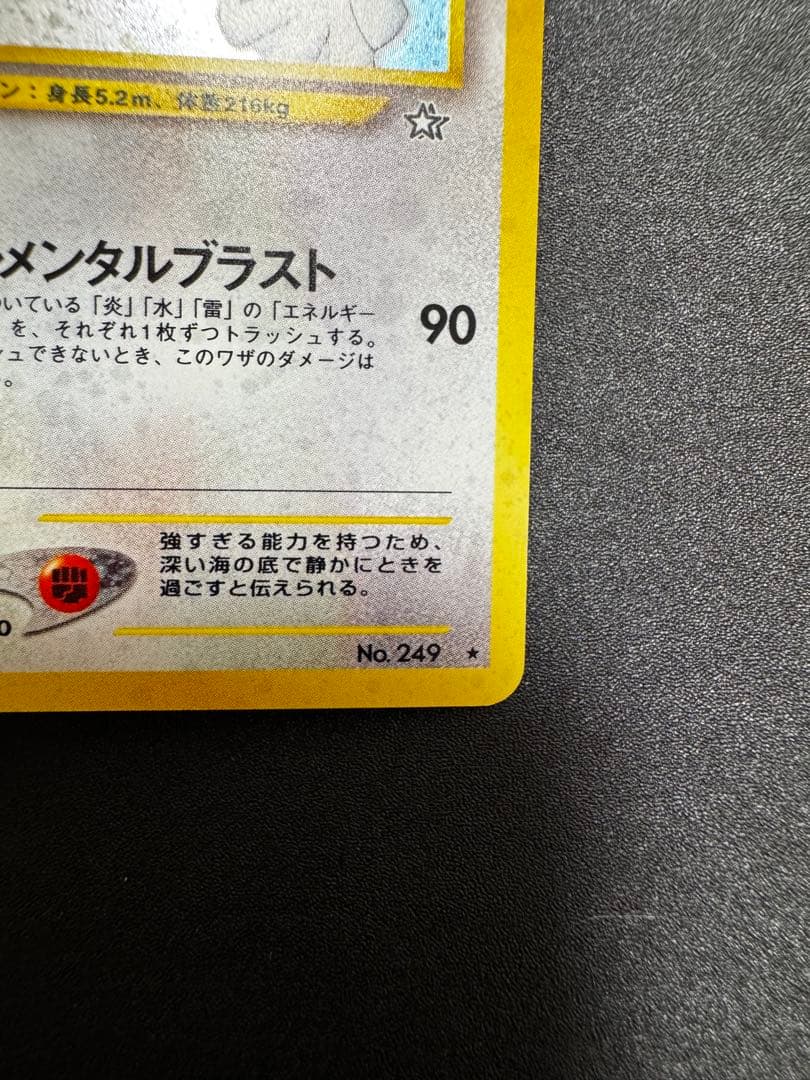 ン：身長5.2m、体重216kg
メンタルブラスト
いている「炎」「水」「雷」の「エネルギー
を、それぞれ1枚ずつトラッシュする。
シュできないとき、このワザのダメージは
。
90
強すぎる能力を持つため、
深い海の底で静かにときを
過ごすと伝えられる。
0
No. 249 ★